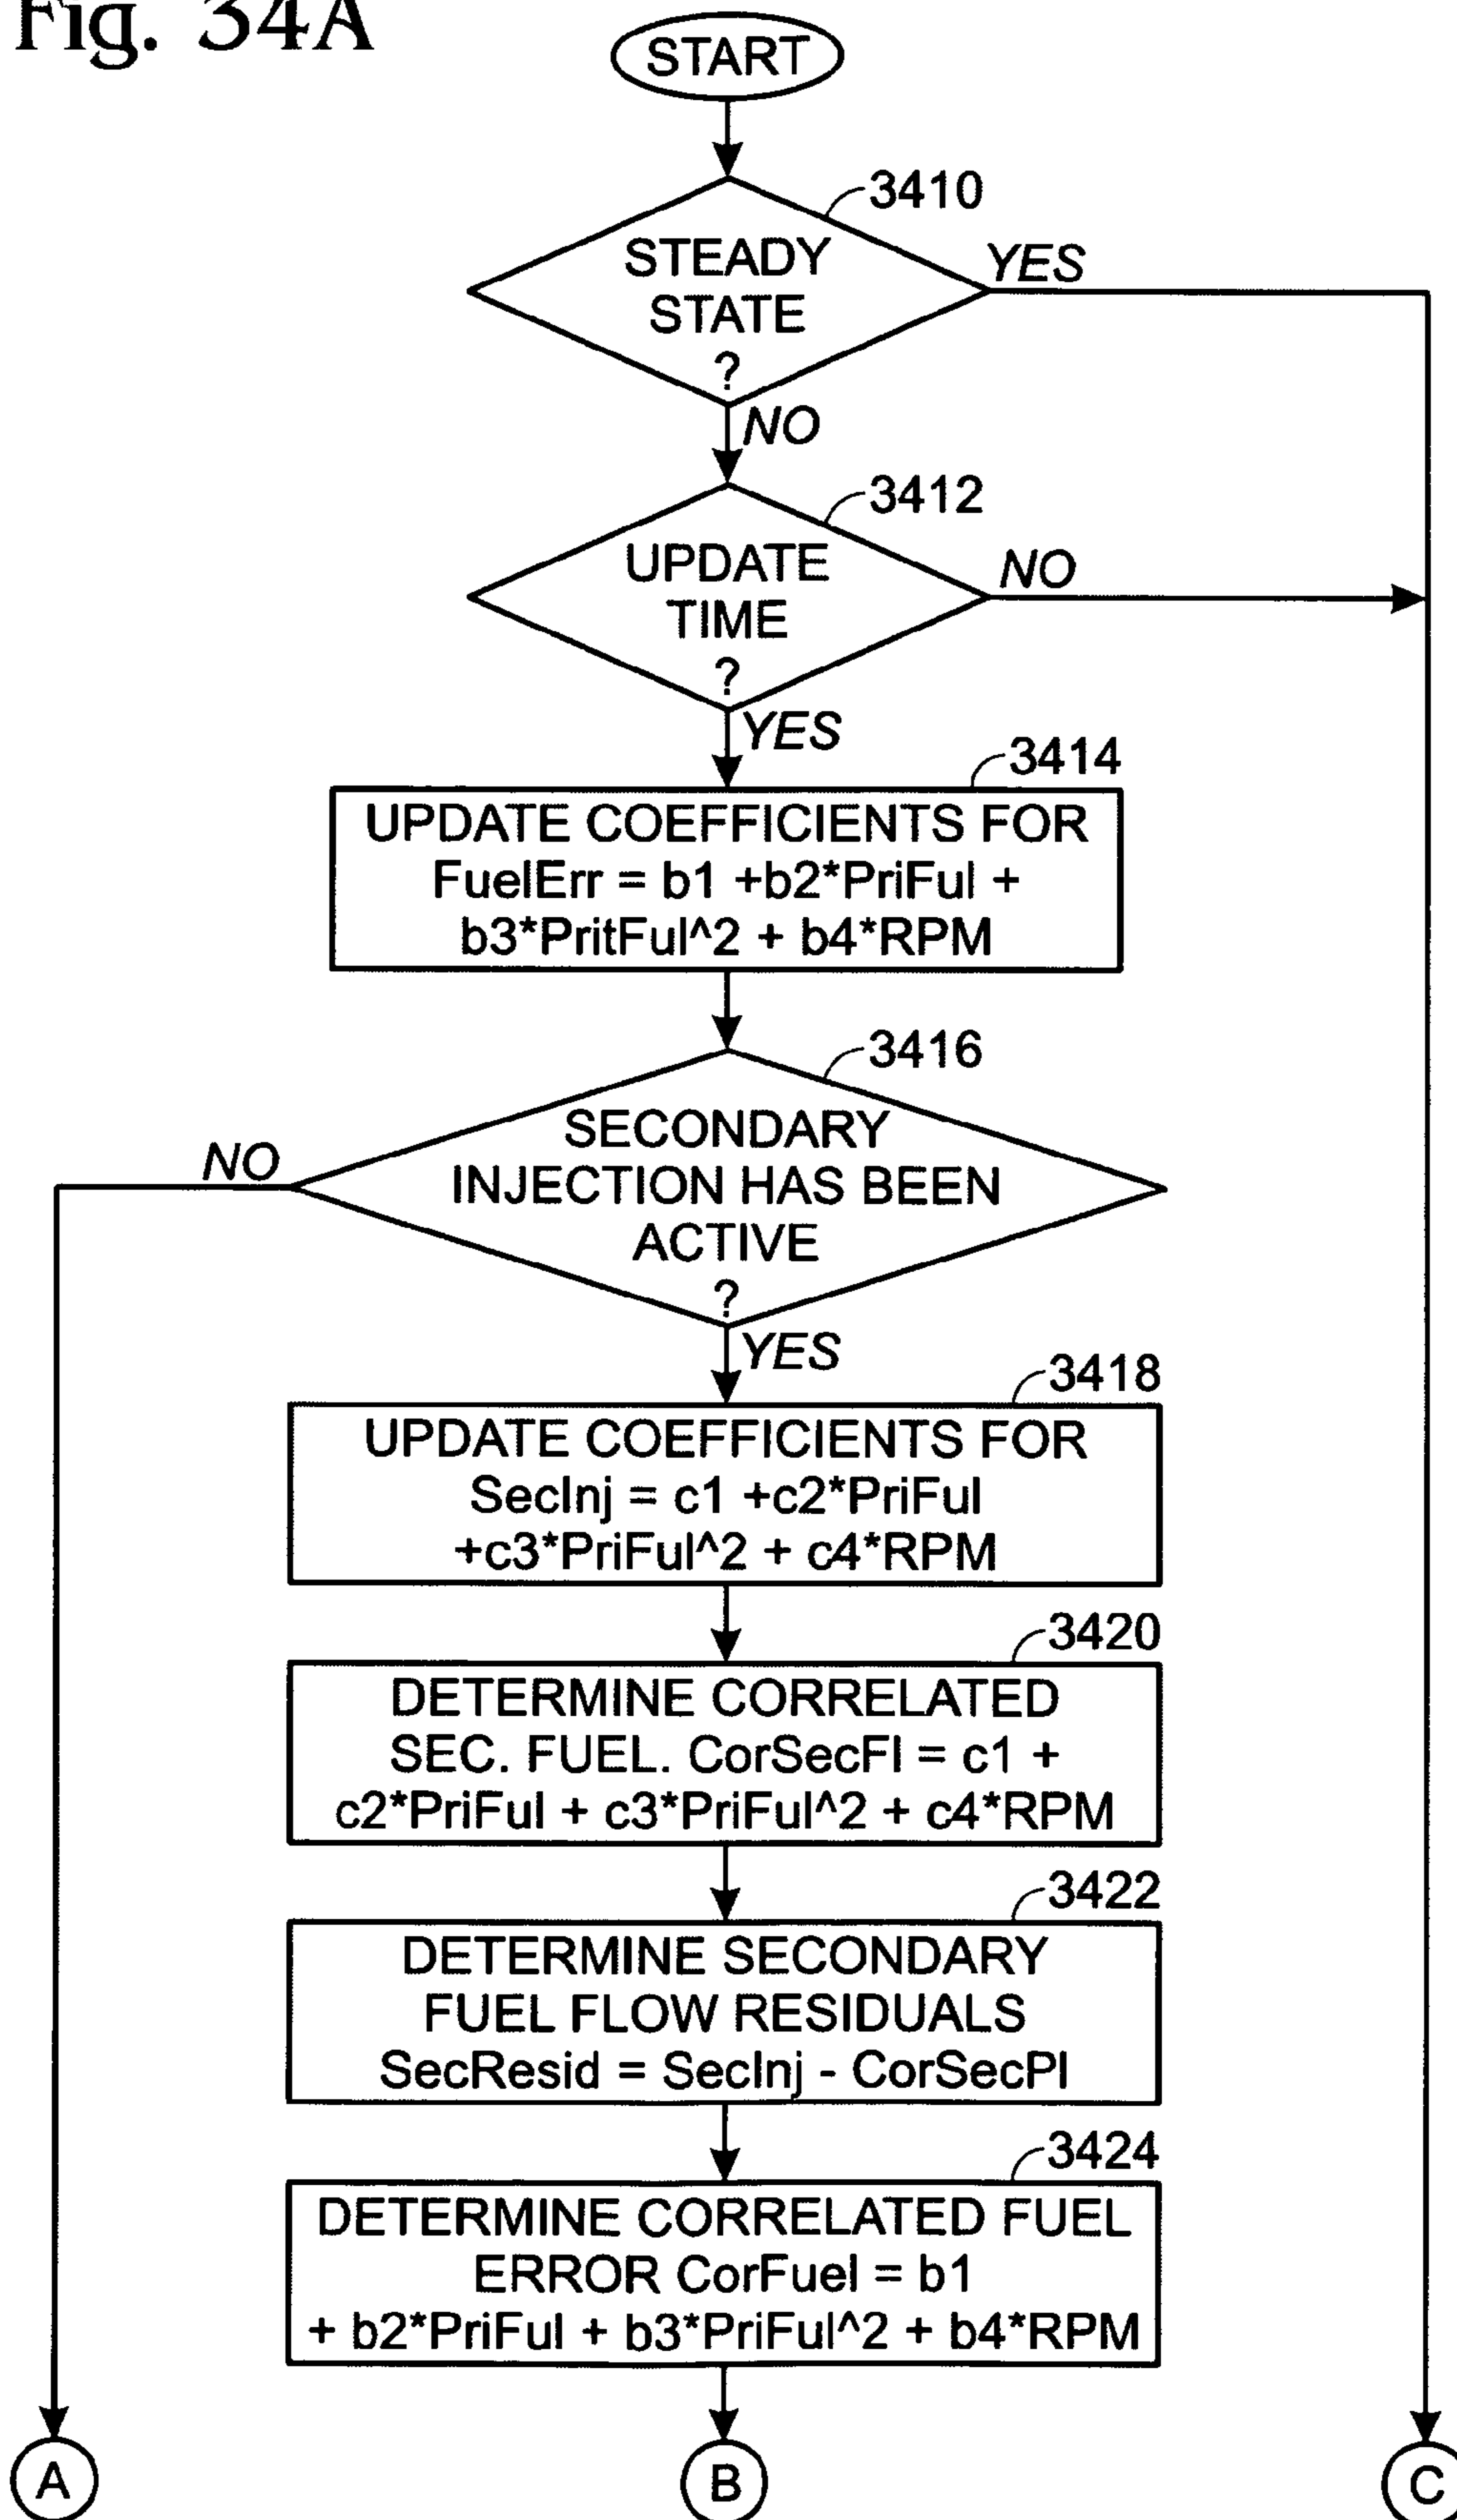 Fig. 34A
START
3410
STEADY
STATE
?
YES
NO
3412
UPDATE
TIME
?
NO
YES
3414
UPDATE COEFFICIENTS FOR
FuelErr = b1 +b2*PriFul +
b3*PritFul^2 + b4*RPM
3416
SECONDARY
INJECTION HAS BEEN
ACTIVE
?
NO
YES
3418
UPDATE COEFFICIENTS FOR
SecInj = c1 +c2*PriFul
+c3*PriFul^2 + c4*RPM
3420
DETERMINE CORRELATED
SEC. FUEL. CorSecFl = c1 +
c2*PriFul + c3*PriFul^2 + c4*RPM
3422
DETERMINE SECONDARY
FUEL FLOW RESIDUALS
SecResid = SecInj - CorSecPl
3424
DETERMINE CORRELATED FUEL
ERROR CorFuel = b1
+ b2*PriFul + b3*PriFul^2 + b4*RPM
A
B
C